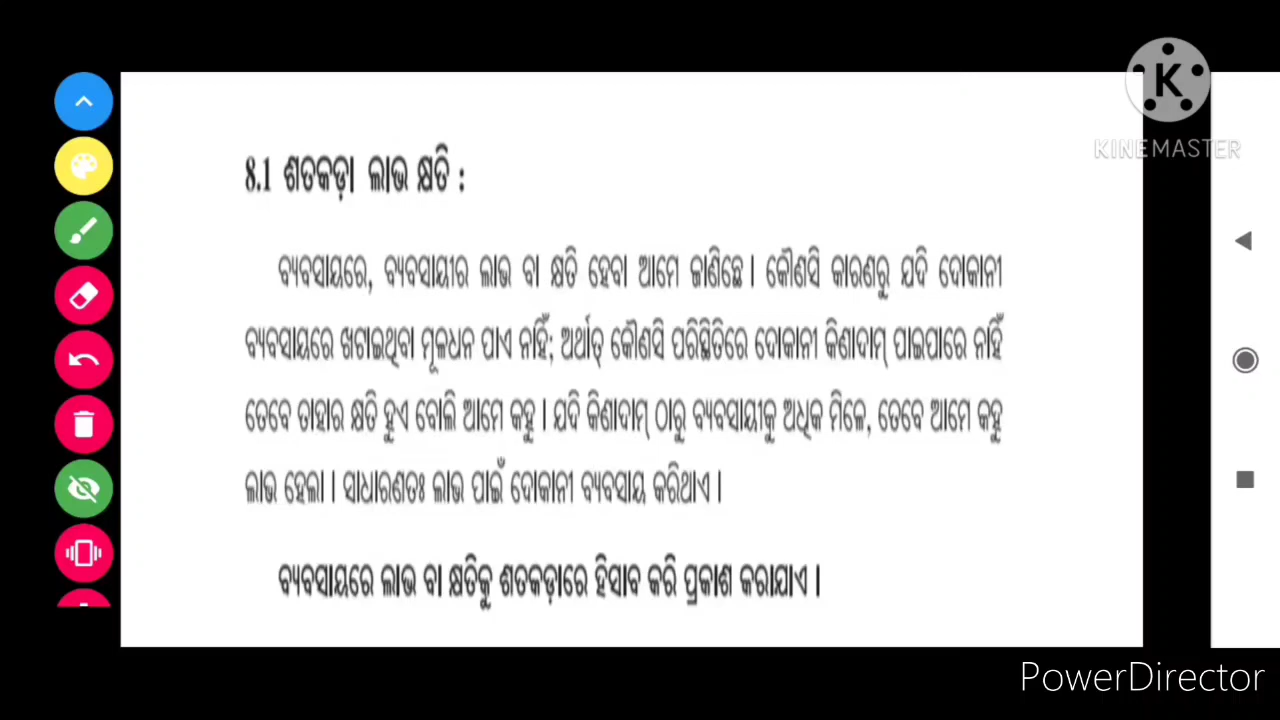 KINEMASTER
8.1 ଶତକଡ଼ା ଲାଭ କ୍ଷତି :
ବ୍ୟବସାୟରେ, ବ୍ୟବସାୟୀର ଲାଭ ବା କ୍ଷତି ହେବା ଆମେ ଜାଣିଛେ । କୌଣସି କାରଣରୁ ଯଦି ଦୋକାନୀ
ବ୍ୟବସାୟରେ ଖଟାଇଥିବା ମୂଳଧନ ପାଏ ନାହିଁ; ଅର୍ଥାତ୍ କୌଣସି ପରିସ୍ଥିତିରେ ଦୋକାନୀ କିଣାଦାମ୍ ପାଇପାରେ ନାହିଁ
ତେବେ ତାହାର କ୍ଷତି ହୁଏ ବୋଲି ଆମେ କହୁ । ଯଦି କିଣାଦାମ୍ ଠାରୁ ବ୍ୟବସାୟୀକୁ ଅଧିକ ମିଳେ, ତେବେ ଆମେ କହୁ
ଲାଭ ହେଲା । ସାଧାରଣତଃ ଲାଭ ପାଇଁ ଦୋକାନୀ ବ୍ୟବସାୟ କରିଥାଏ ।
ବ୍ୟବସାୟରେ ଲାଭ ବା କ୍ଷତିକୁ ଶତକଡ଼ାରେ ହିସାବ କରି ପ୍ରକାଶ କରାଯାଏ ।
PowerDirector